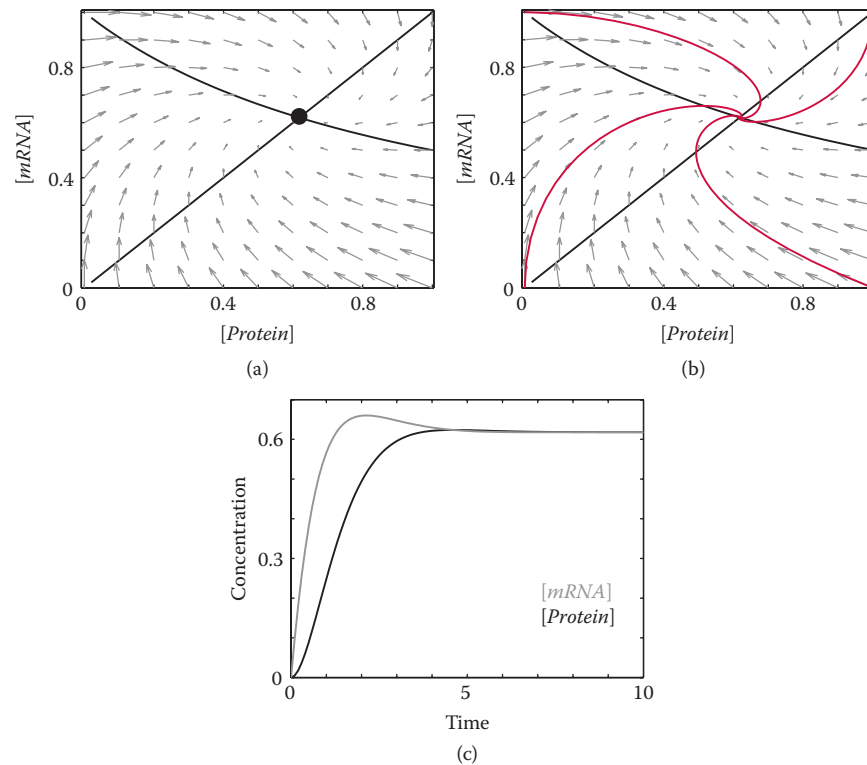 0.8
0.4
0
[mRNA]
0
0.4
0.8
[Protein]
(a)
0.8
0.4
0
[mRNA]
0
0.4
0.8
[Protein]
(b)
0.6
0.3
0
Concentration
[mRNA]
[Protein]
0
5
10
Time
(c)